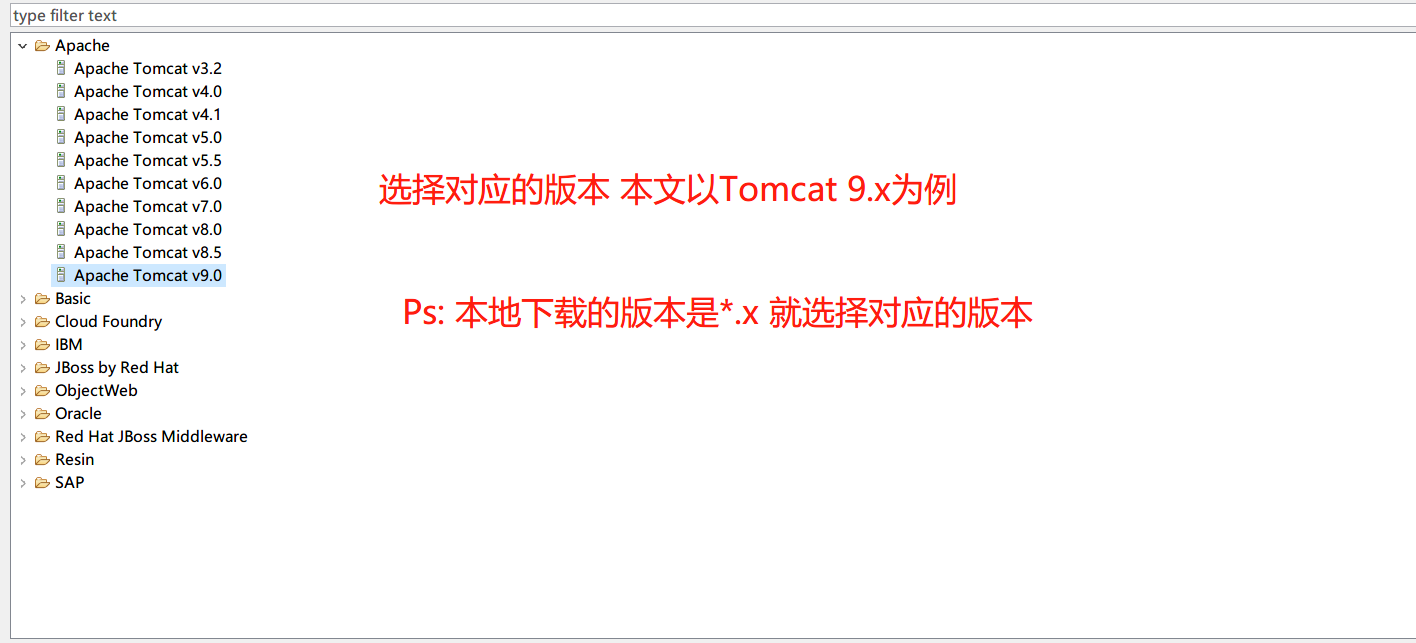 type filter text
Apache
Apache Tomcat v3.2
Apache Tomcat v4.0
Apache Tomcat v4.1
Apache Tomcat v5.0
Apache Tomcat v5.5
Apache Tomcat v6.0
Apache Tomcat v7.0
Apache Tomcat v8.0
Apache Tomcat v8.5
Apache Tomcat v9.0
Basic
Cloud Foundry
IBM
JBoss by Red Hat
ObjectWeb
Oracle
Red Hat JBoss Middleware
Resin
SAP
选择对应的版本 本文以Tomcat 9.x为例
Ps: 本地下载的版本是*.x 就选择对应的版本